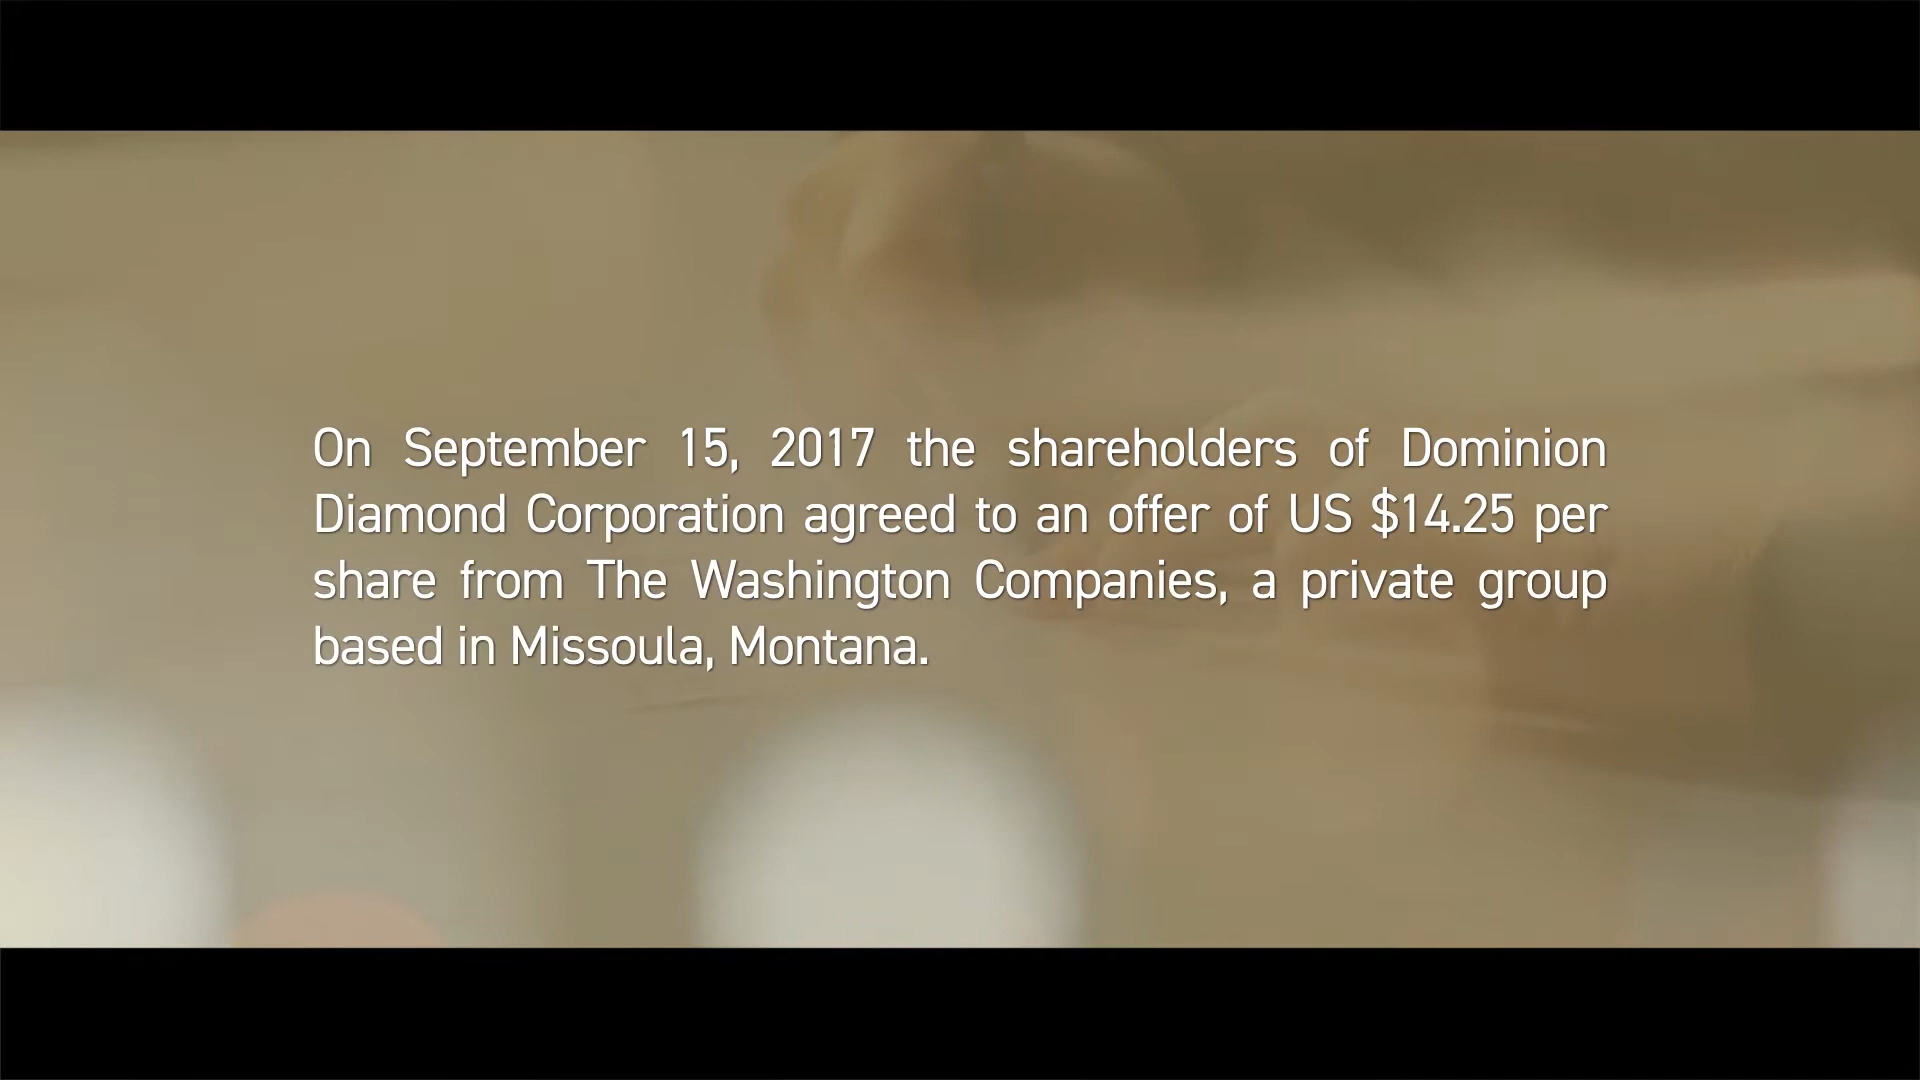 On September 15, 2017 the shareholders of Dominion
Diamond Corporation agreed to an offer of US $14.25 per
share from The Washington Companies, a private group
based in Missoula, Montana.